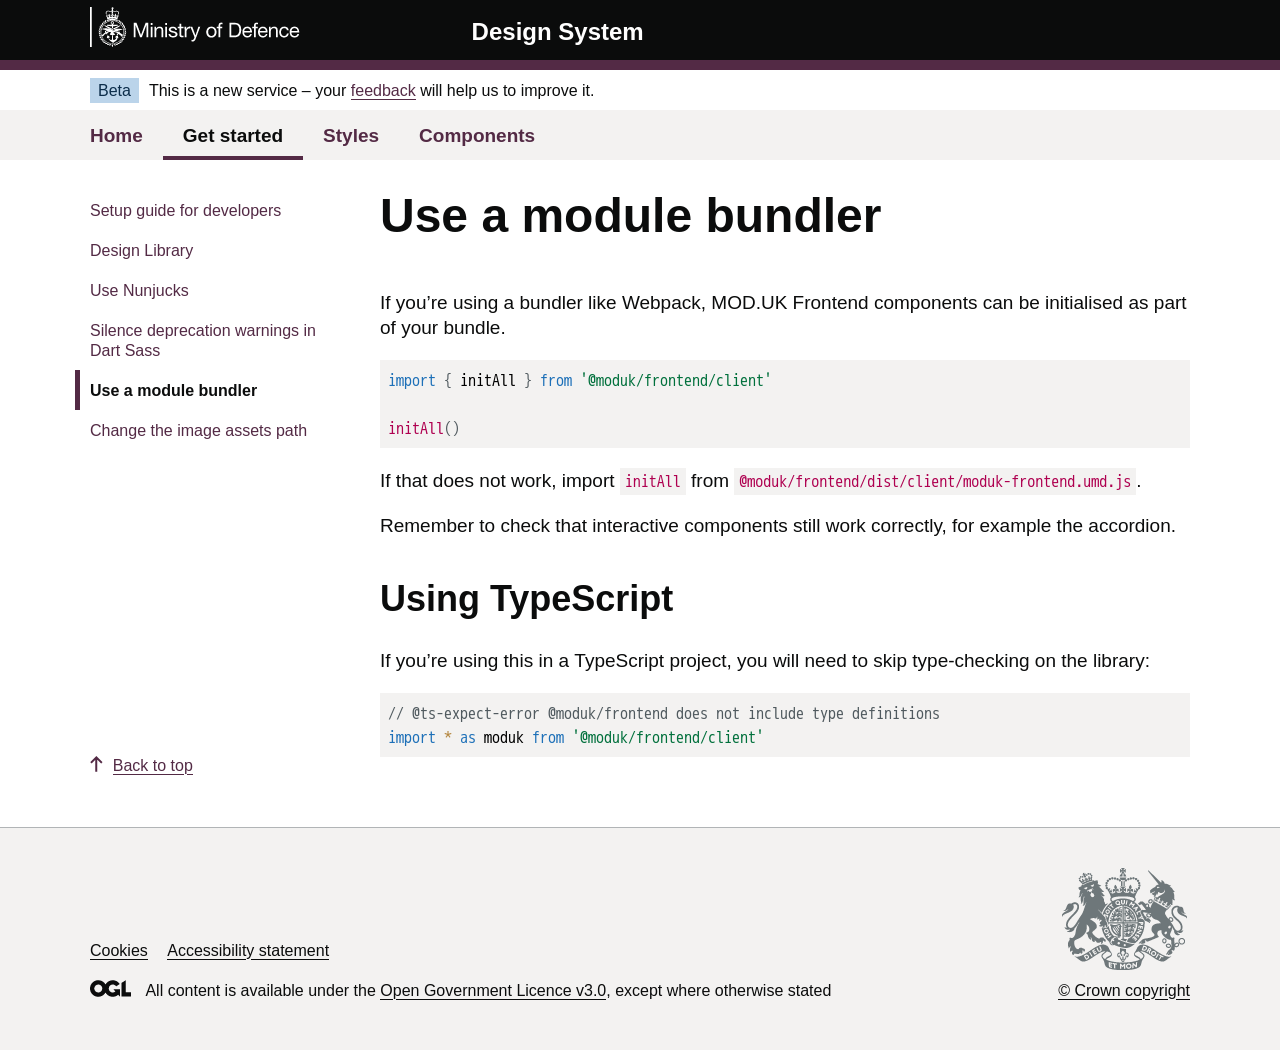 Ministry of Defence
Design System
Beta This is a new service – your feedback will help us to improve it.
Home Get started Styles Components
Setup guide for developers
Design Library
Use Nunjucks
Silence deprecation warnings in
Dart Sass
Use a module bundler
Change the image assets path
Use a module bundler
If you’re using a bundler like Webpack, MOD.UK Frontend components can be initialised as part
of your bundle.
import { initAll } from '@moduk/frontend/client'
initAll()
If that does not work, import initAll from @moduk/frontend/dist/client/moduk-frontend.umd.js.
Remember to check that interactive components still work correctly, for example the accordion.
Using TypeScript
If you’re using this in a TypeScript project, you will need to skip type-checking on the library:
// @ts-expect-error @moduk/frontend does not include type definitions
import * as moduk from '@moduk/frontend/client'
Back to top
Cookies Accessibility statement
OGL All content is available under the Open Government Licence v3.0, except where otherwise stated
© Crown copyright